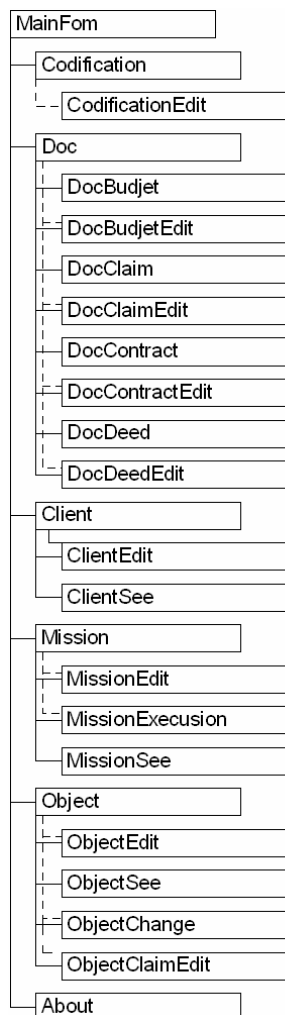 MainFom
Codification
CodificationEdit
Doc
DocBudjet
DocBudjetEdit
DocClaim
DocClaimEdit
DocContract
DocContractEdit
DocDeed
DocDeedEdit
Client
ClientEdit
ClientSee
Mission
MissionEdit
MissionExecusion
MissionSee
Object
ObjectEdit
ObjectSee
ObjectChange
ObjectClaimEdit
About